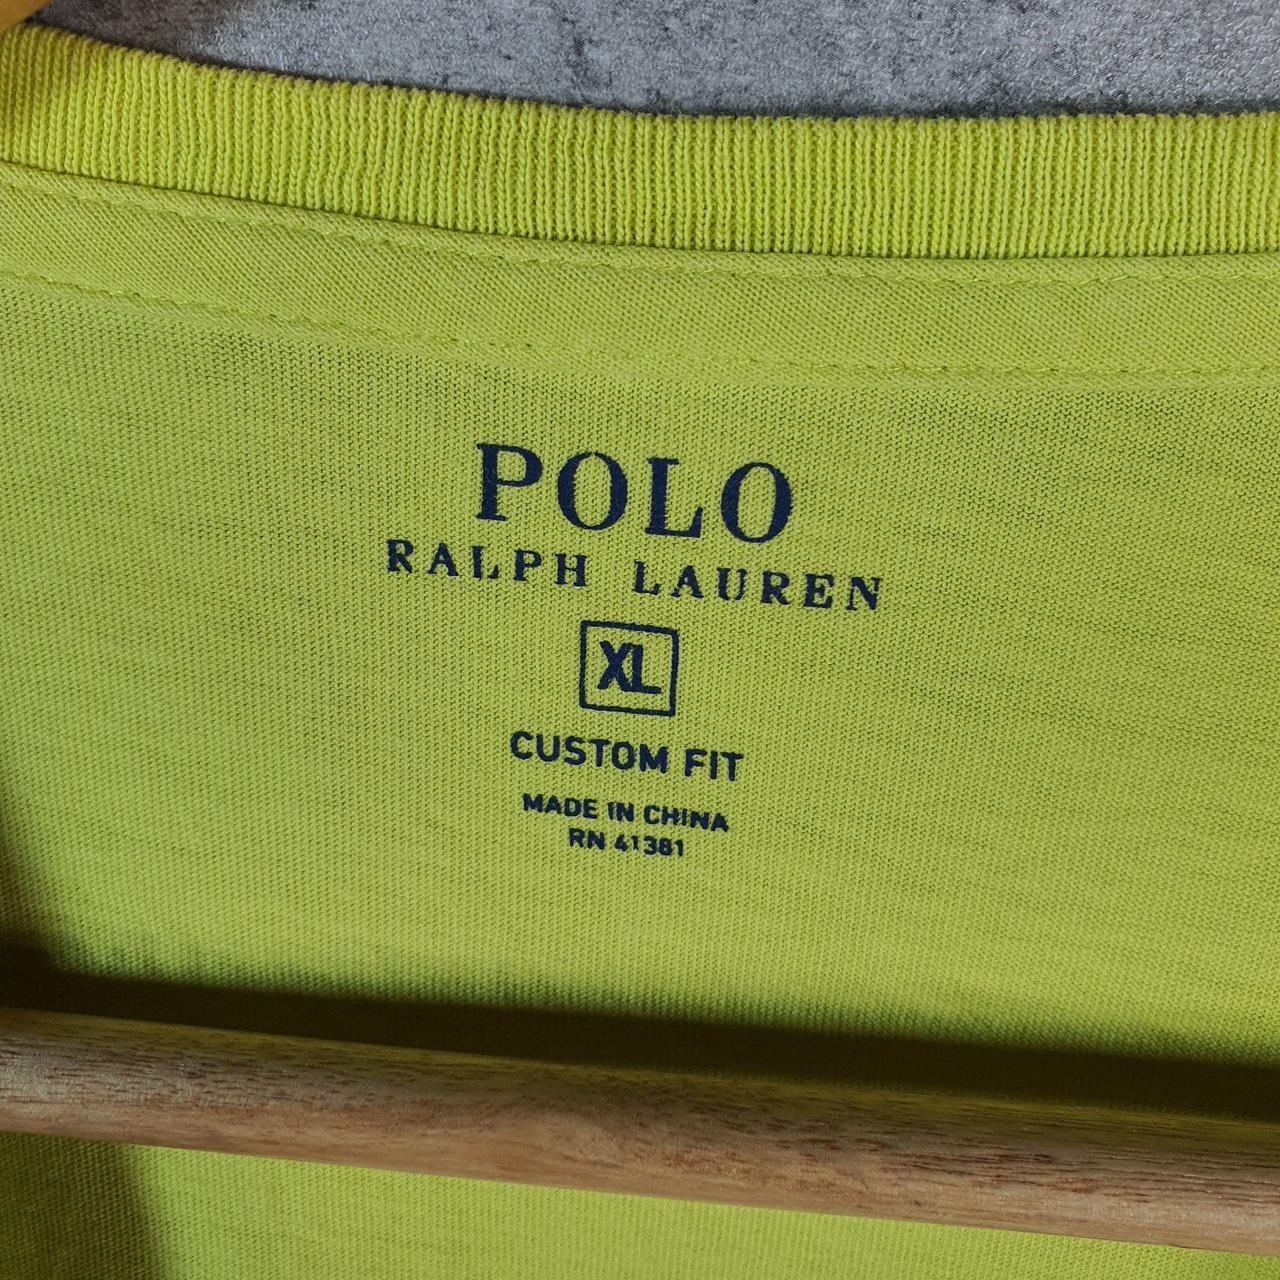 POLO
RALPH LAUREN
XL
CUSTOM FIT
MADE IN CHINA
RN 41381